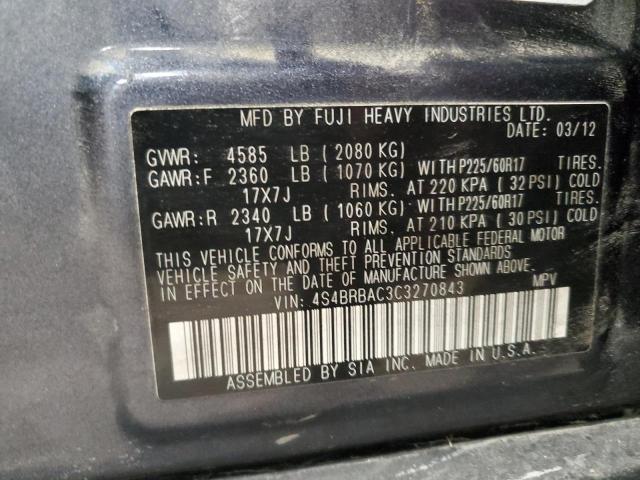 MFD BY FUJI HEAVY INDUSTRIES LTD.
DATE: 03/12
GVWR: 4585 LB ( 2080 KG)
GAWR:F 2360 LB ( 1070 KG) WITH P225/60R17 TIRES.
17X7J RIMS. AT 220 KPA ( 32 PSI) COLD
GAWR:R 2340 LB ( 1060 KG) WITH P225/60R17 TIRES.
17X7J RIMS. AT 210 KPA ( 30 PSI) COLD
THIS VEHICLE CONFORMS TO ALL APPLICABLE FEDERAL MOTOR
VEHICLE SAFETY AND THEFT PREVENTION STANDARDS
IN EFFECT ON THE DATE OF MANUFACTURE SHOWN ABOVE.
VIN: 4S4BRBAC3C3270843 MPV
ASSEMBLED BY SIA INC. MADE IN U.S.A.